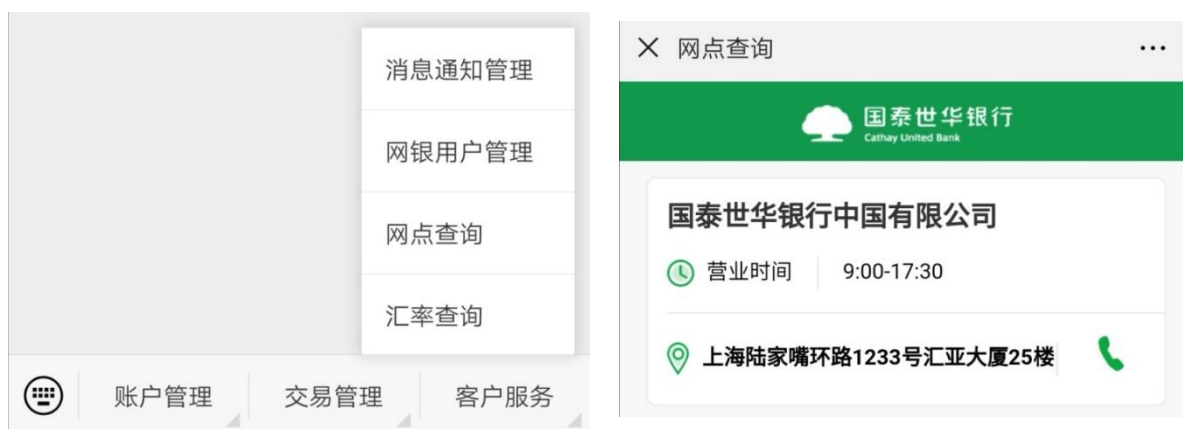 消息通知管理
网银用户管理
网点查询
汇率查询
账户管理 交易管理 客户服务
网点查询
国泰世华银行
Cathay United Bank
国泰世华银行中国有限公司
营业时间 9:00-17:30
上海陆家嘴环路1233号汇亚大厦25楼